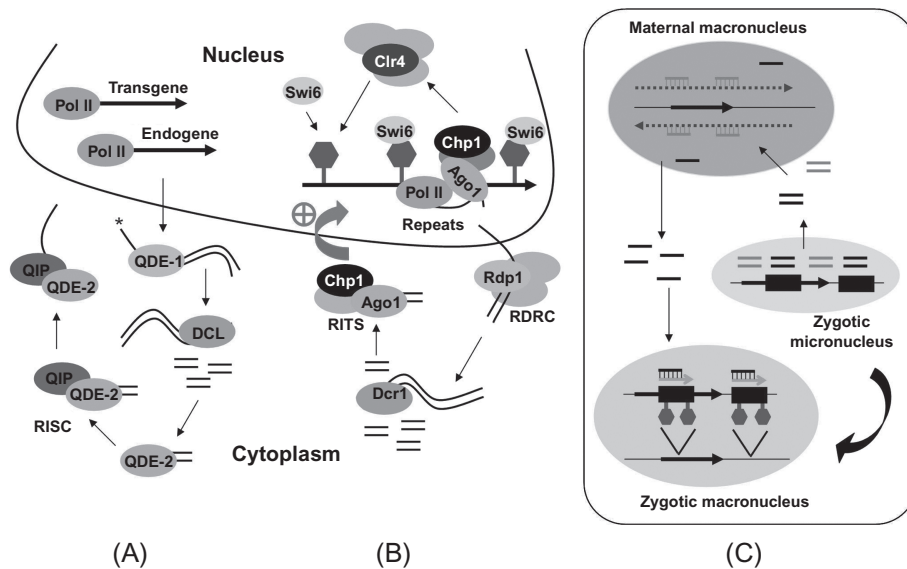 Nucleus
Transgene
Pol II
Endogene
Pol II
*
QDE-1
QIP
QDE-2
DCL
QIP
QDE-2
RISC
QDE-2
Cytoplasm
(A)
Clr4
Swi6
Swi6
Chp1
Swi6
Pol II
Ago1
Repeats
Chp1
Ago1
RITS
Rdp1
RDRC
Dcr1
(B)
Maternal macronucleus
Zygotic
micronucleus
Zygotic macronucleus
(C)